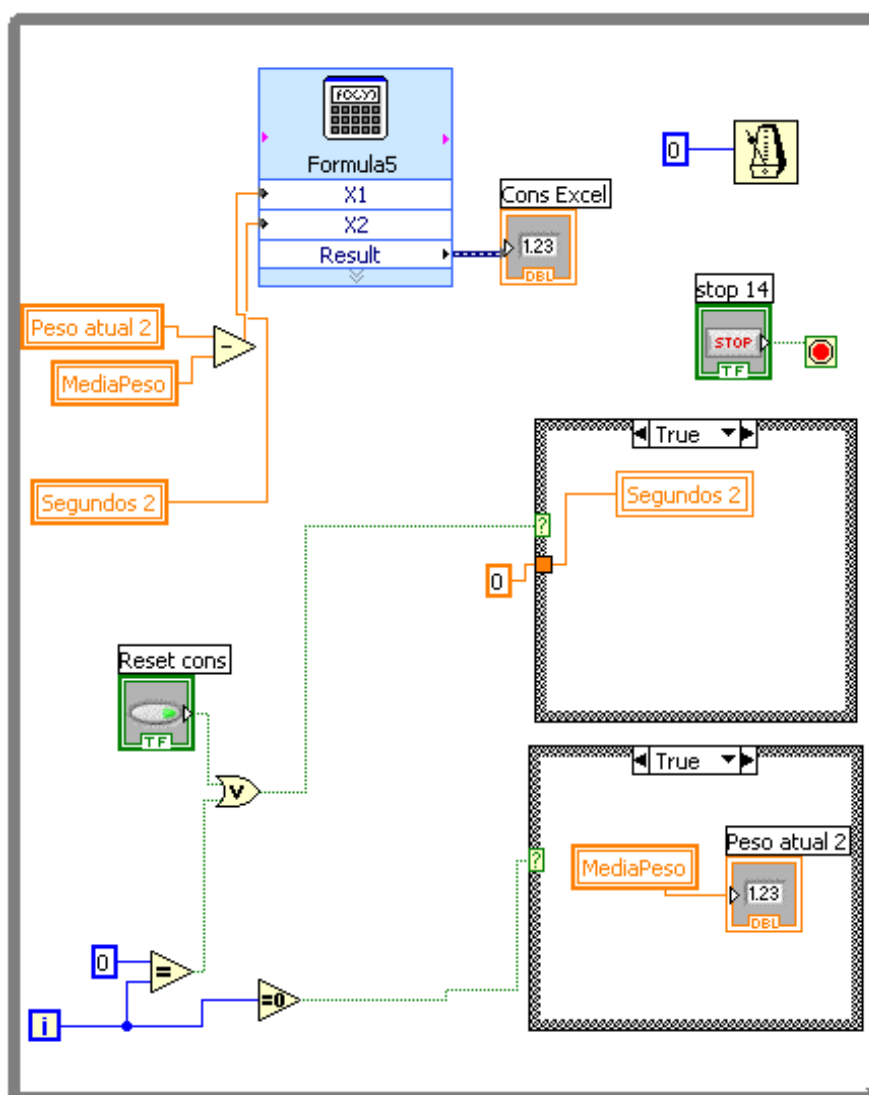 f(x,y)
Formula5
X1
X2
Result
0
Cons Excel
1.23
DBL
stop 14
STOP
TF
Peso atual 2
-
MediaPeso
Segundos 2
True
Segundos 2
?
0
Reset cons
TF
V
True
Peso atual 2
MediaPeso
1.23
DBL
?
0
=
=0
i